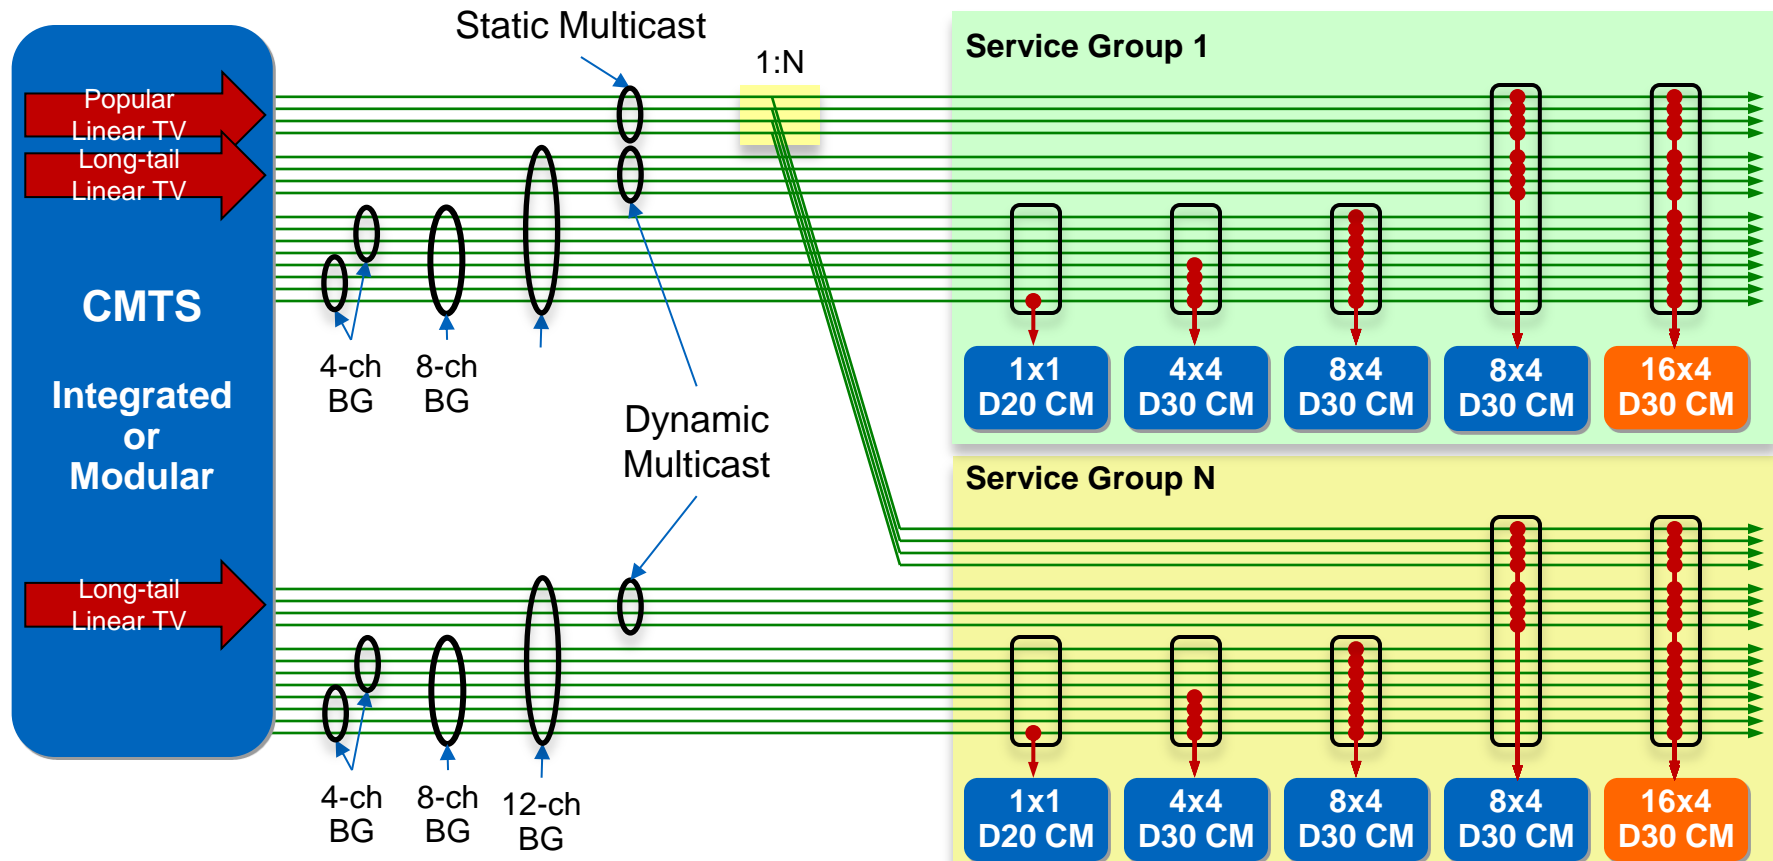 Static Multicast
1:N
Service Group 1
Popular
Linear TV
Long-tail
Linear TV
CMTS
Integrated
or
Modular
4-ch
BG
8-ch
BG
Dynamic
Multicast
1x1
D20 CM
4x4
D30 CM
8x4
D30 CM
8x4
D30 CM
16x4
D30 CM
Service Group N
Long-tail
Linear TV
4-ch
BG
8-ch
BG
12-ch
BG
1x1
D20 CM
4x4
D30 CM
8x4
D30 CM
8x4
D30 CM
16x4
D30 CM